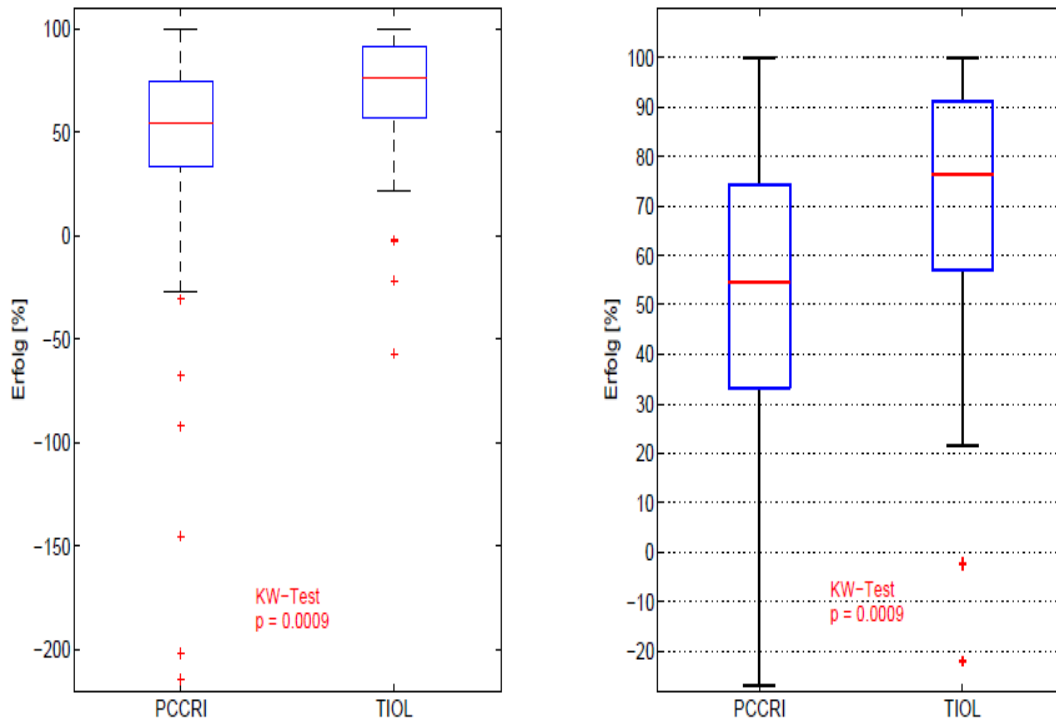 Erfolg [%]
100
50
0
−50
−100
−150
−200
KW−Test
p = 0.0009
PCCRI TIOL
Erfolg [%]
100
90
80
70
60
50
40
30
20
10
0
−10
−20
KW−Test
p = 0.0009
PCCRI TIOL